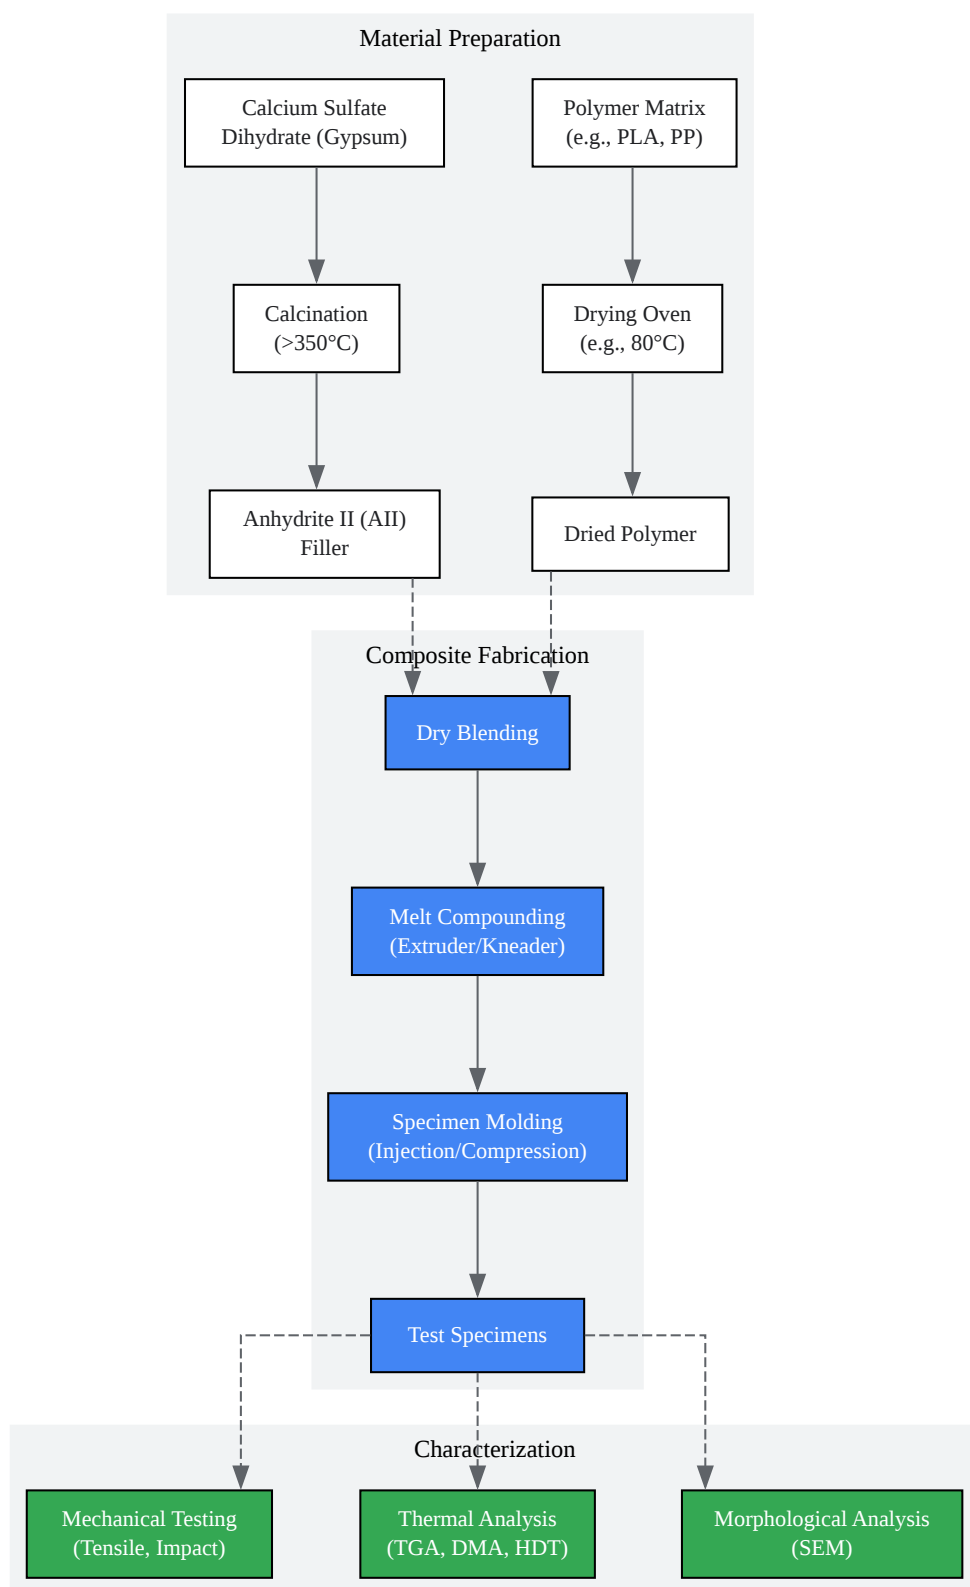 Material Preparation
Calcium Sulfate
Dihydrate (Gypsum)
Polymer Matrix
(e.g., PLA, PP)
Calcination
(>350°C)
Drying Oven
(e.g., 80°C)
Anhydrite II (AII)
Filler
Dried Polymer
Composite Fabrication
Dry Blending
Melt Compounding
(Extruder/Kneader)
Specimen Molding
(Injection/Compression)
Test Specimens
Characterization
Mechanical Testing
(Tensile, Impact)
Thermal Analysis
(TGA, DMA, HDT)
Morphological Analysis
(SEM)